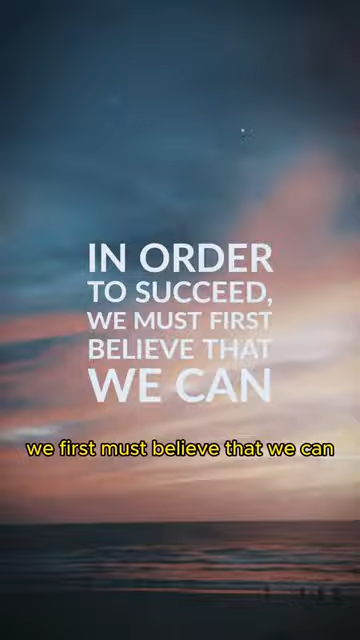 IN ORDER
TO SUCCEED,
WE MUST FIRST
BELIEVE THAT
WE CAN
we first must believe that we can